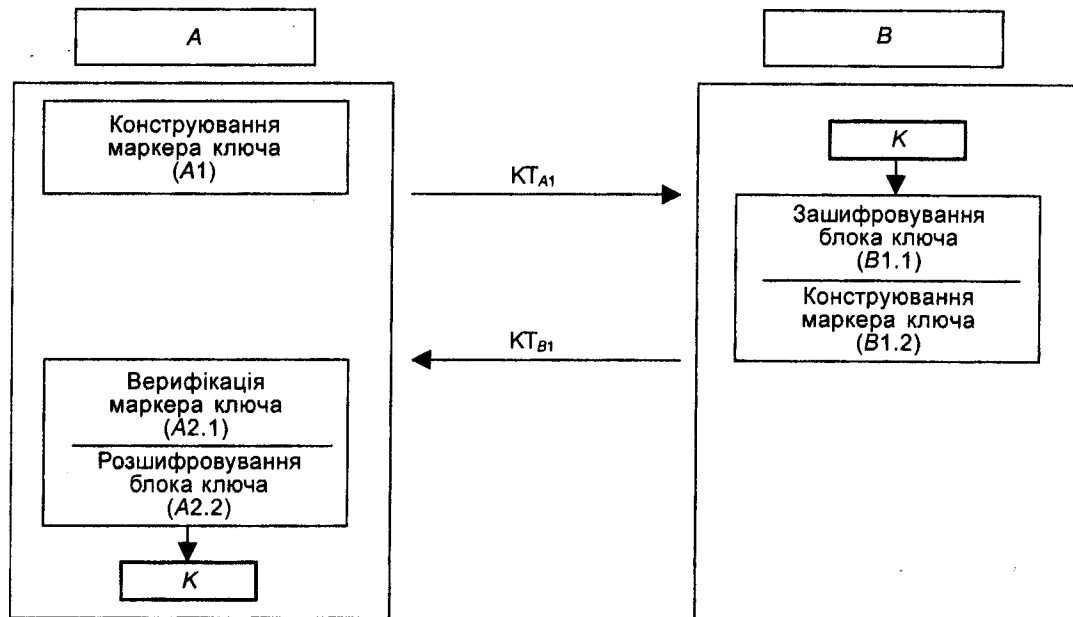 A
B
Конструювання
маркера ключа
(A1)
K
KT_A1
Зашифровування
блока ключа
(B1.1)
Конструювання
маркера ключа
(B1.2)
KT_B1
Верифікація
маркера ключа
(A2.1)
Розшифровування
блока ключа
(A2.2)
K